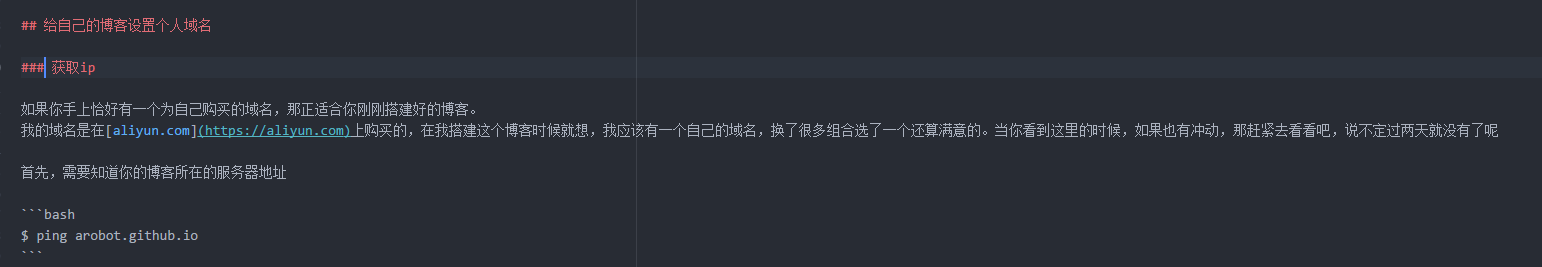 ## 给自己的博客设置个人域名
### 获取ip
如果你手上恰好有一个为自己购买的域名，那正适合你刚刚搭建好的博客。
我的域名是在[aliyun.com](https://aliyun.com)上购买的，在我搭建这个博客时候就想，我应该有一个自己的域名，换了很多组合选了一个还算满意的。当你看到这里的时候，如果也有冲动，那赶紧去看看吧，说不定过两天就没有了呢
首先，需要知道你的博客所在的服务器地址
```bash
$ ping arobot.github.io
```